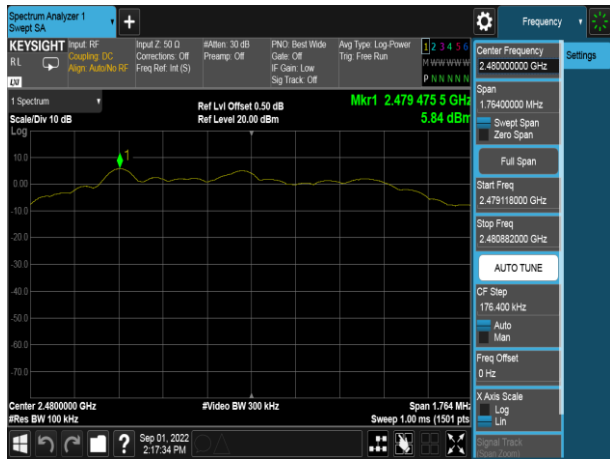 Spectrum Analyzer 1
Swept SA
Frequency
KEYSIGHT
RL
LXI
Input: RF
Coupling: DC
Align: Auto/No RF
Input Z: 50 Ω
Corrections: Off
Freq Ref: Int (S)
#Atten: 30 dB
Preamp: Off
PNO: Best Wide
Gate: Off
IF Gain: Low
Sig Track: Off
Avg Type: Log-Power
Trig: Free Run
1 2 3 4 5 6
M W W W W W
P N N N N N
1 Spectrum
Scale/Div 10 dB
Ref Lvl Offset 0.50 dB
Ref Level 20.00 dBm
Mkr1 2.479 475 5 GHz
5.84 dBm
Log
10.0
0.00
-10.0
-20.0
-30.0
-40.0
-50.0
-60.0
-70.0
1
Center 2.4800000 GHz
#Res BW 100 kHz
#Video BW 300 kHz
Span 1.764 MHz
Sweep 1.00 ms (1501 pts
Sep 01, 2022
2:17:34 PM
Center Frequency
2.480000000 GHz
Settings
Span
1.76400000 MHz
Swept Span
Zero Span
Full Span
Start Freq
2.479118000 GHz
Stop Freq
2.480882000 GHz
AUTO TUNE
CF Step
176.400 kHz
Auto
Man
Freq Offset
0 Hz
X Axis Scale
Log
Lin
Signal Track
(Span Zoom)